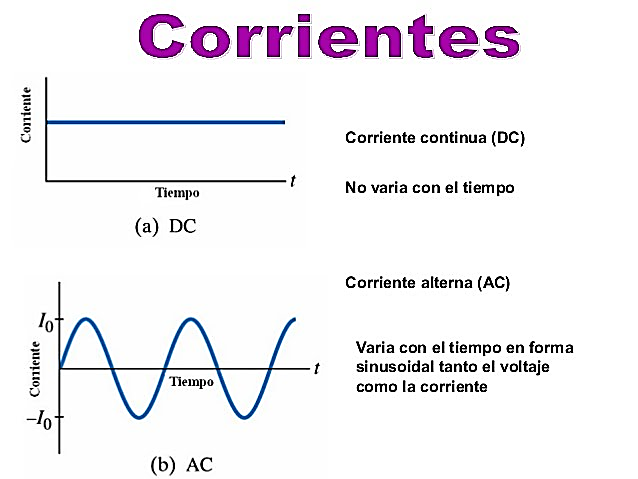 Corrientes
Corriente
Tiempo
t
(a) DC
Corriente continua (DC)
No varia con el tiempo
I0
Corriente
–I0
Tiempo
t
(b) AC
Corriente alterna (AC)
Varia con el tiempo en forma
sinusoidal tanto el voltaje
como la corriente